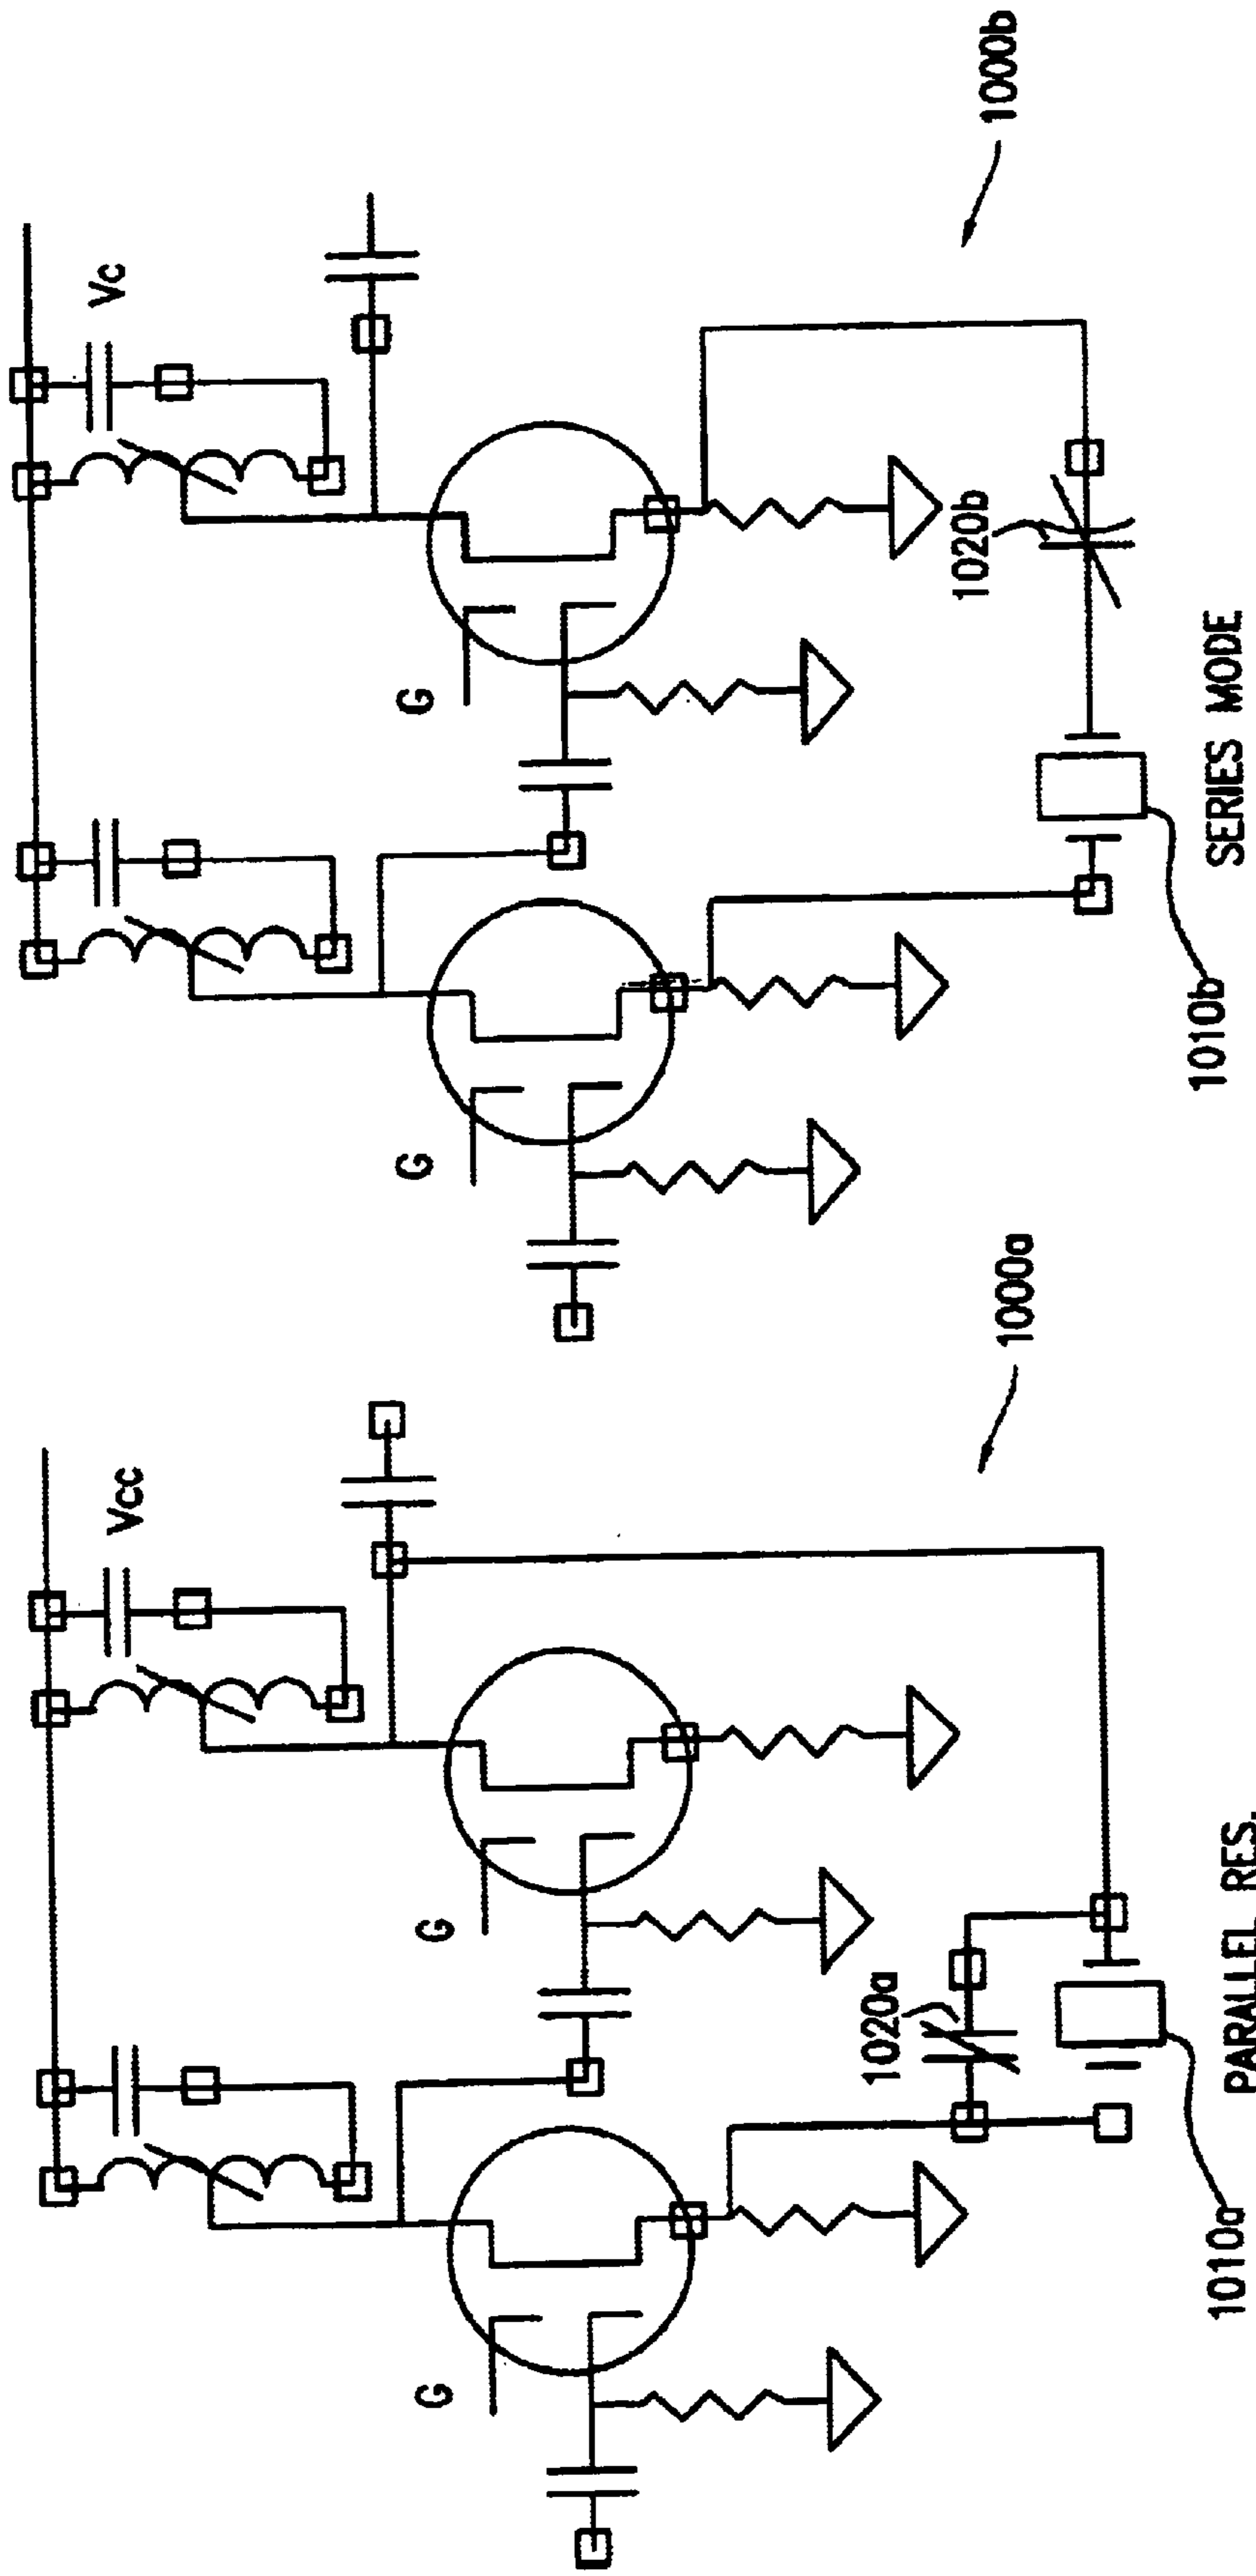 Vcc
G
G
1020a
1010a
PARALLEL RES.
1000a
Vc
G
G
1020b
1010b
SERIES MODE
1000b